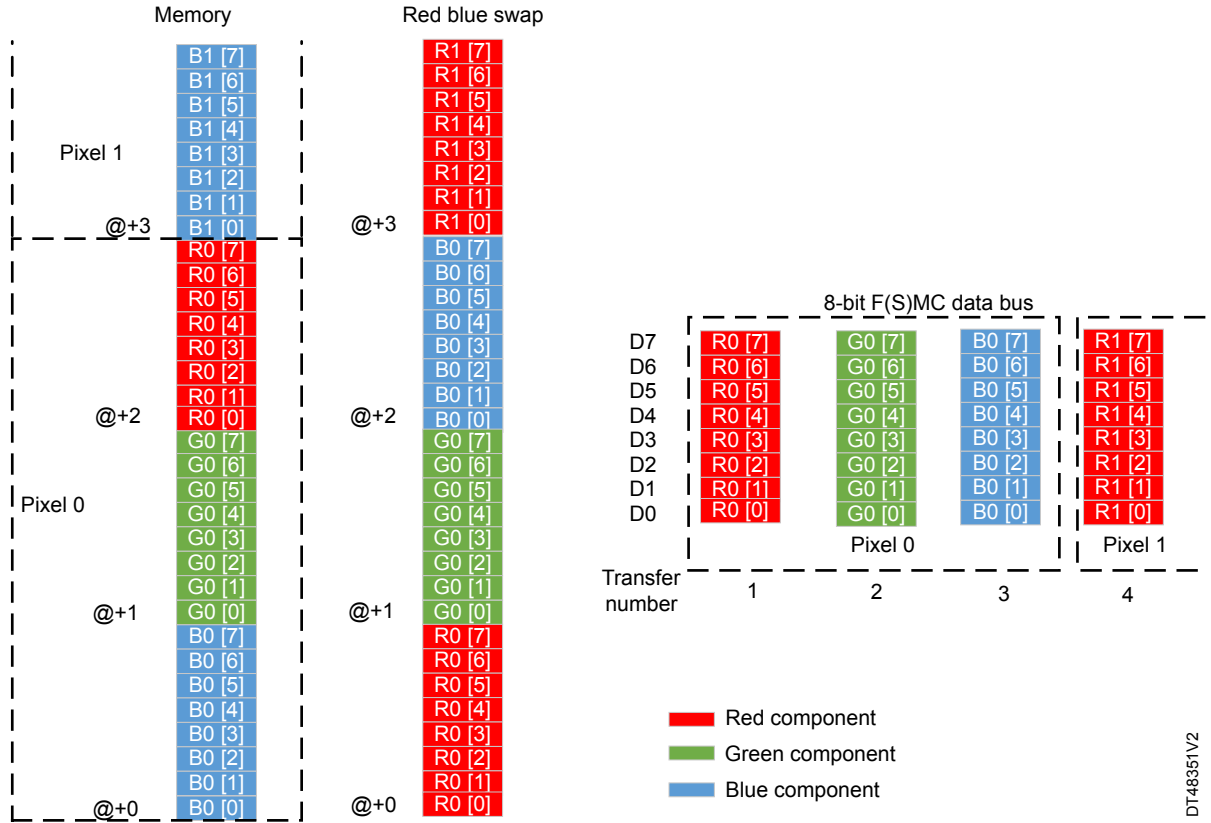 Memory
B1 [7]
B1 [6]
B1 [5]
B1 [4]
B1 [3]
B1 [2]
B1 [1]
B1 [0]
R0 [7]
R0 [6]
R0 [5]
R0 [4]
R0 [3]
R0 [2]
R0 [1]
R0 [0]
G0 [7]
G0 [6]
G0 [5]
G0 [4]
G0 [3]
G0 [2]
G0 [1]
G0 [0]
B0 [7]
B0 [6]
B0 [5]
B0 [4]
B0 [3]
B0 [2]
B0 [1]
B0 [0]
Pixel 1
@+3
@+2
Pixel 0
@+1
@+0
Red blue swap
R1 [7]
R1 [6]
R1 [5]
R1 [4]
R1 [3]
R1 [2]
R1 [1]
R1 [0]
B0 [7]
B0 [6]
B0 [5]
B0 [4]
B0 [3]
B0 [2]
B0 [1]
B0 [0]
G0 [7]
G0 [6]
G0 [5]
G0 [4]
G0 [3]
G0 [2]
G0 [1]
G0 [0]
R0 [7]
R0 [6]
R0 [5]
R0 [4]
R0 [3]
R0 [2]
R0 [1]
R0 [0]
@+3
@+2
@+1
@+0
8-bit F(S)MC data bus
D7 R0 [7] G0 [7] B0 [7] R1 [7]
D6 R0 [6] G0 [6] B0 [6] R1 [6]
D5 R0 [5] G0 [5] B0 [5] R1 [5]
D4 R0 [4] G0 [4] B0 [4] R1 [4]
D3 R0 [3] G0 [3] B0 [3] R1 [3]
D2 R0 [2] G0 [2] B0 [2] R1 [2]
D1 R0 [1] G0 [1] B0 [1] R1 [1]
D0 R0 [0] G0 [0] B0 [0] R1 [0]
Pixel 0 Pixel 1
Transfer
number
1 2 3 4
Red component
Green component
Blue component
DT48351V2